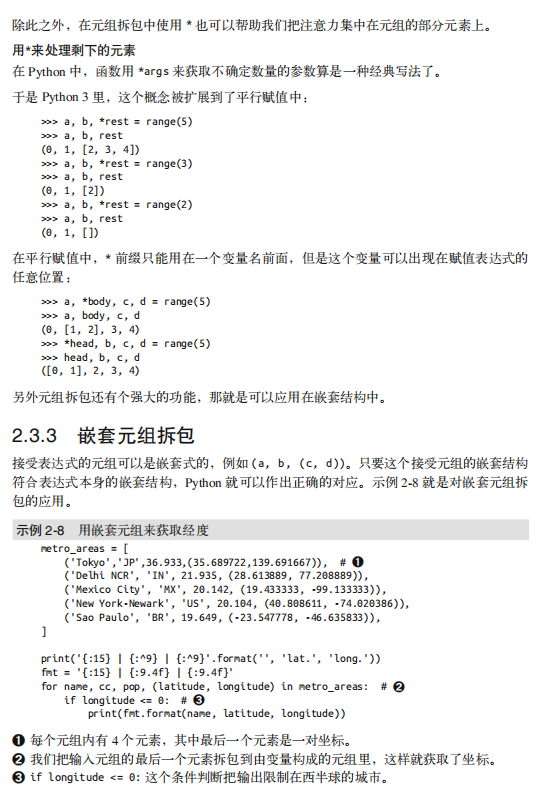 除此之外，在元组拆包中使用 * 也可以帮助我们把注意力集中在元组的部分元素上。
用*来处理剩下的元素
在 Python 中，函数用 *args 来获取不确定数量的参数算是一种经典写法了。
于是 Python 3 里，这个概念被扩展到了平行赋值中：
>>> a, b, *rest = range(5)
>>> a, b, rest
(0, 1, [2, 3, 4])
>>> a, b, *rest = range(3)
>>> a, b, rest
(0, 1, [2])
>>> a, b, *rest = range(2)
>>> a, b, rest
(0, 1, [])
在平行赋值中，* 前缀只能用在一个变量名前面，但是这个变量可以出现在赋值表达式的
任意位置：
>>> a, *body, c, d = range(5)
>>> a, body, c, d
(0, [1, 2], 3, 4)
>>> *head, b, c, d = range(5)
>>> head, b, c, d
([0, 1], 2, 3, 4)
另外元组拆包还有个强大的功能，那就是可以应用在嵌套结构中。
2.3.3 嵌套元组拆包
接受表达式的元组可以是嵌套式的，例如 (a, b, (c, d))。只要这个接受元组的嵌套结构
符合表达式本身的嵌套结构，Python 就可以作出正确的对应。示例 2-8 就是对嵌套元组拆
包的应用。
示例 2-8 用嵌套元组来获取经度
metro_areas = [
('Tokyo','JP',36.933,(35.689722,139.691667)), # ❶
('Delhi NCR', 'IN', 21.935, (28.613889, 77.208889)),
('Mexico City', 'MX', 20.142, (19.433333, -99.133333)),
('New York-Newark', 'US', 20.104, (40.808611, -74.020386)),
('Sao Paulo', 'BR', 19.649, (-23.547778, -46.635833)),
]
print('{:15} | {:^9} | {:^9}'.format('', 'lat.', 'long.'))
fmt = '{:15} | {:9.4f} | {:9.4f}'
for name, cc, pop, (latitude, longitude) in metro_areas: # ❷
if longitude <= 0: # ❸
print(fmt.format(name, latitude, longitude))
❶ 每个元组内有 4 个元素，其中最后一个元素是一对坐标。
❷ 我们把输入元组的最后一个元素拆包到由变量构成的元组里，这样就获取了坐标。
❸ if longitude <= 0: 这个条件判断把输出限制在西半球的城市。